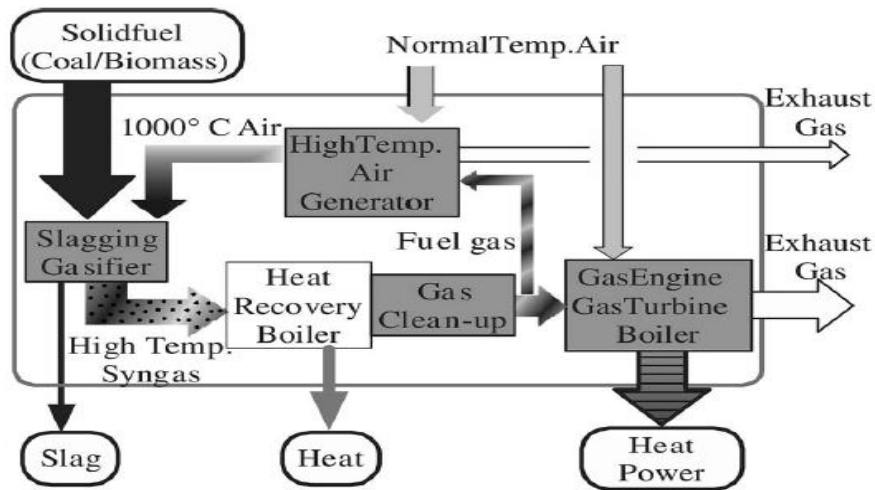 Solidfuel
(Coal/Biomass)
NormalTemp.Air
Exhaust
Gas
1000° C Air
HighTemp.
Air
Generator
Slagging
Gasifier
Fuel gas
Exhaust
Gas
Heat
Recovery
Boiler
Gas
Clean-up
GasEngine
GasTurbine
Boiler
High Temp.
Syngas
Slag
Heat
Heat
Power